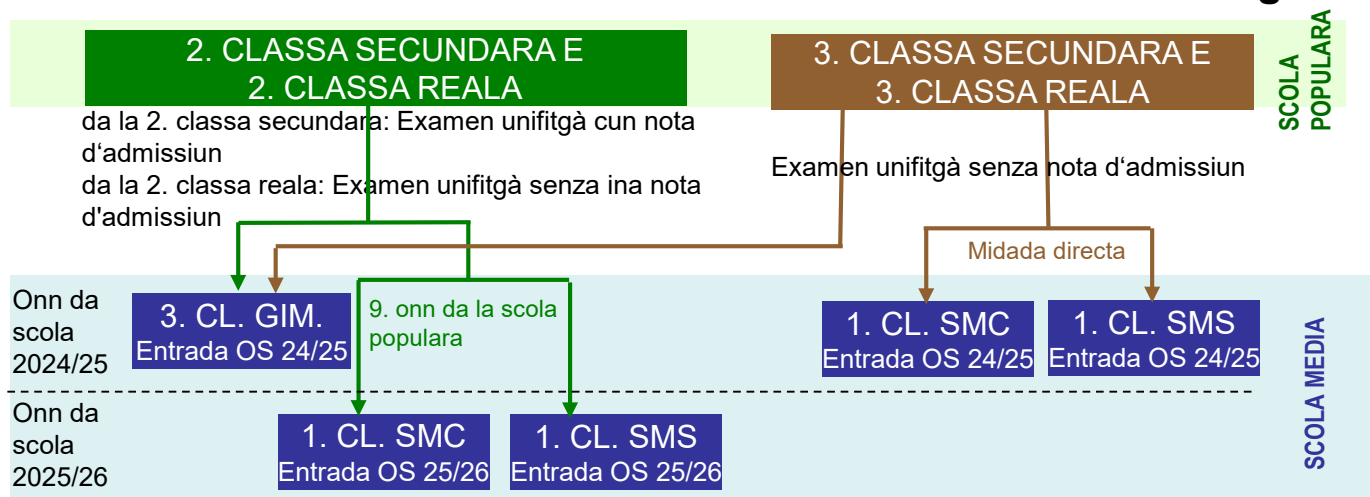 2. CLASSA SECUNDARA E
2. CLASSA REALA
3. CLASSA SECUNDARA E
3. CLASSA REALA
SCOLA
POPULARA
da la 2. classa secundara: Examen unifitgà cun nota
d‘admissiun
da la 2. classa reala: Examen unifitgà senza ina nota
d'admissiun
Examen unifitgà senza nota d‘admissiun
Midada directa
Onn da
scola
2024/25
3. CL. GIM.
Entrada OS 24/25
9. onn da la scola
populara
1. CL. SMC
Entrada OS 24/25
1. CL. SMS
Entrada OS 24/25
SCOLA MEDIA
Onn da
scola
2025/26
1. CL. SMC
Entrada OS 25/26
1. CL. SMS
Entrada OS 25/26